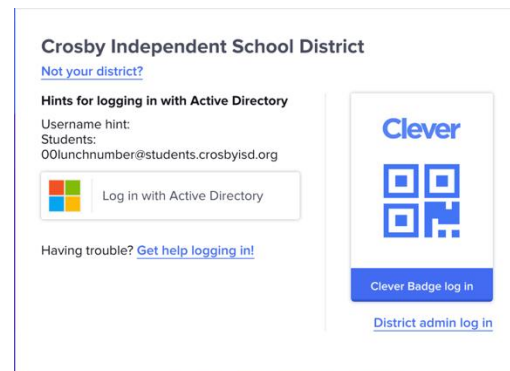 Crosby Independent School District
Not your district?
Hints for logging in with Active Directory
Username hint:
Students:
00lunchnumber@students.crosbyisd.org
Log in with Active Directory
Having trouble? Get help logging in!
Clever
Clever Badge log in
District admin log in